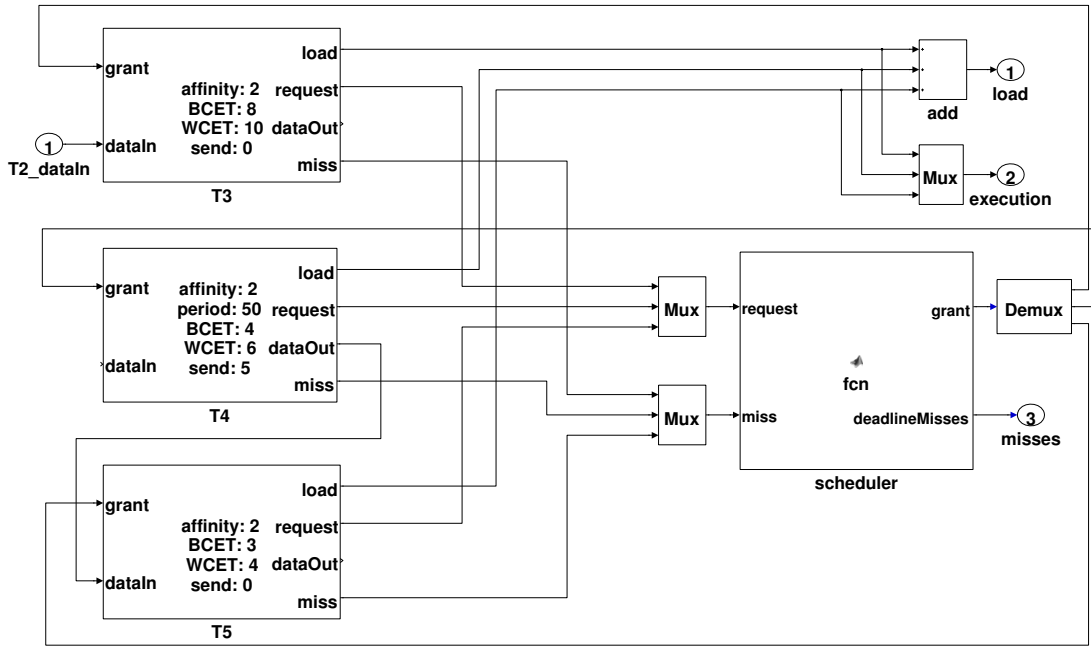 grant
dataIn
affinity: 2
BCET: 8
WCET: 10
send: 0
load
request
dataOut
miss
T3
1
T2_dataIn
+
+
+
add
1
load
Mux
2
execution
grant
dataIn
affinity: 2
period: 50
BCET: 4
WCET: 6
send: 5
load
request
dataOut
miss
T4
Mux
Mux
request
miss
fcn
grant
deadlineMisses
scheduler
Demux
3
misses
grant
dataIn
affinity: 2
BCET: 3
WCET: 4
send: 0
load
request
dataOut
miss
T5